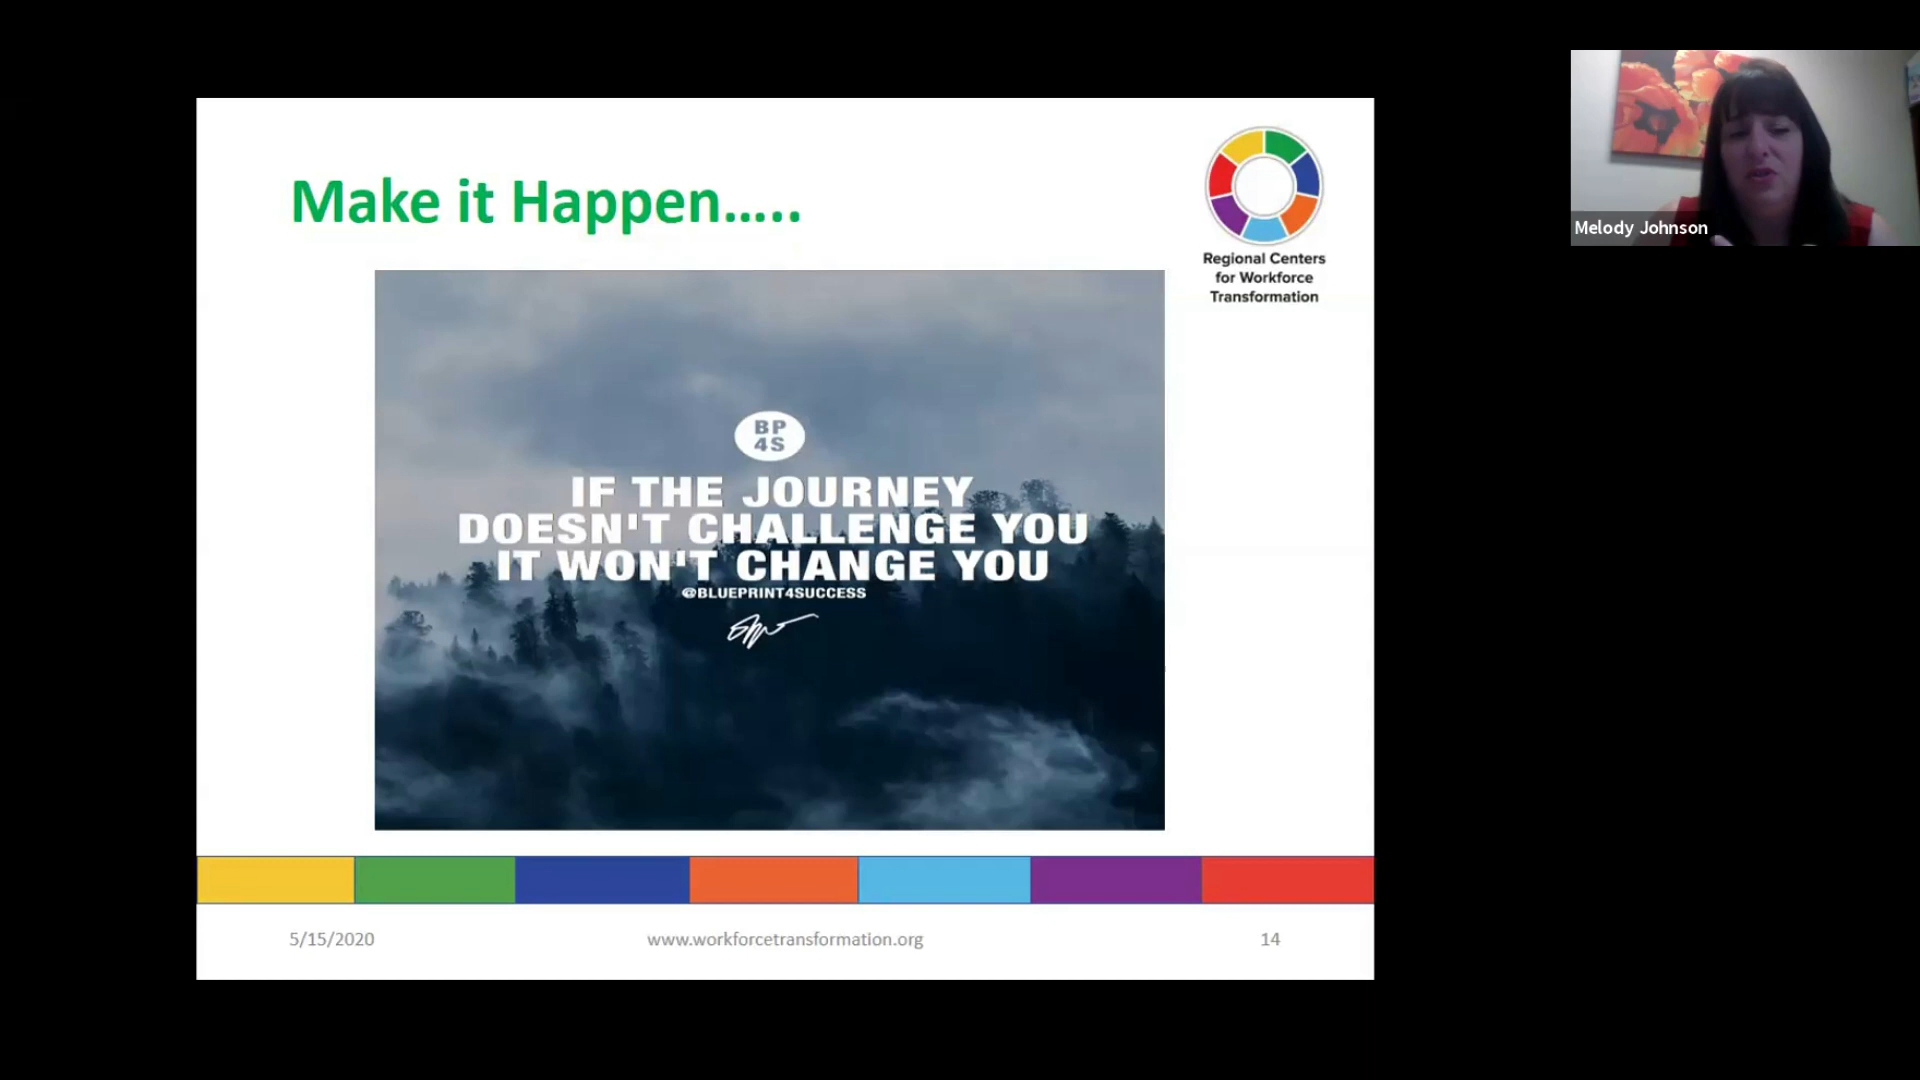 Make it Happen.....
Regional Centers
for Workforce
Transformation
BP
4S
IF THE JOURNEY
DOESN'T CHALLENGE YOU
IT WON'T CHANGE YOU
@BLUEPRINT4SUCCESS
5/15/2020
www.workforcetransformation.org
14
Melody Johnson